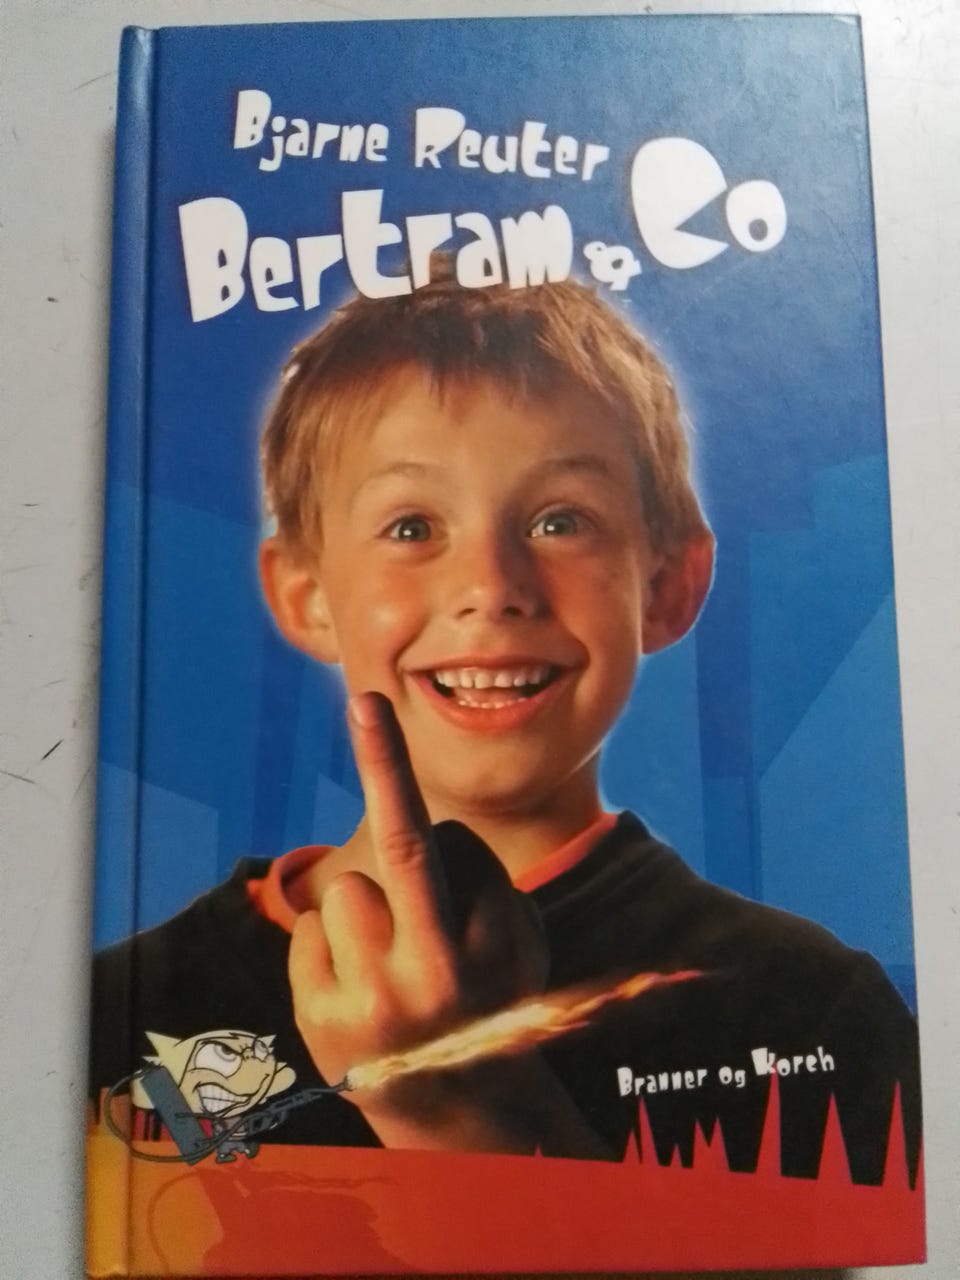 Bjarne Reuter
Bertram & Co
Branner og Korch